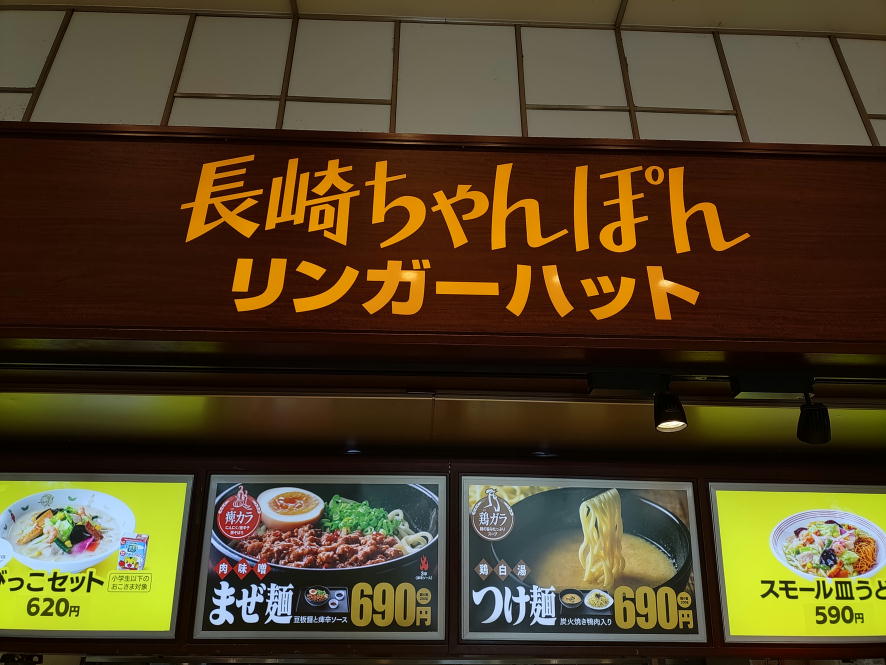 長崎ちゃんぽん
リンガーハット
びっこセット
小学生以下の
おこさま対象
620円
痺カラ
肉味噌
まぜ麺
豆板醤と痺辛ソース
690円
鶏ガラ
鶏白湯
つけ麺
炭火焼き鴨肉入り
690円
スモール皿うど
590円